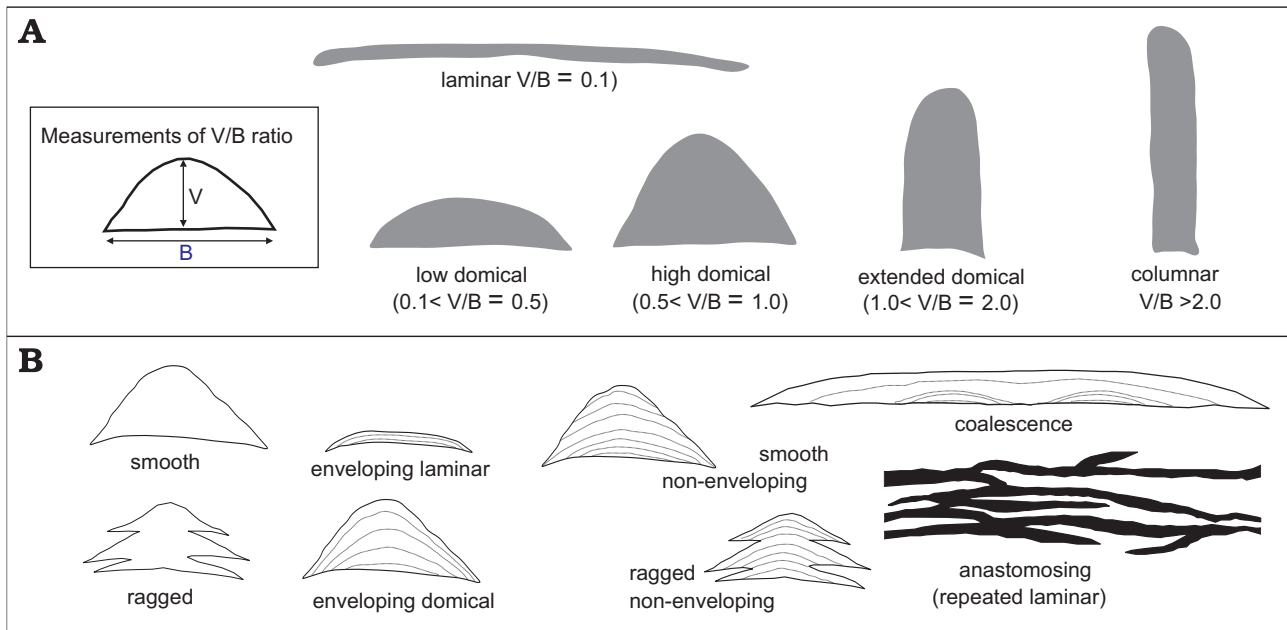 A
laminar V/B = 0.1)
Measurements of V/B ratio
V
B
low domical
(0.1< V/B = 0.5)
high domical
(0.5< V/B = 1.0)
extended domical
(1.0< V/B = 2.0)
columnar
V/B >2.0
B
smooth
enveloping laminar
smooth
non-enveloping
coalescence
ragged
enveloping domical
ragged
non-enveloping
anastomosing
(repeated laminar)